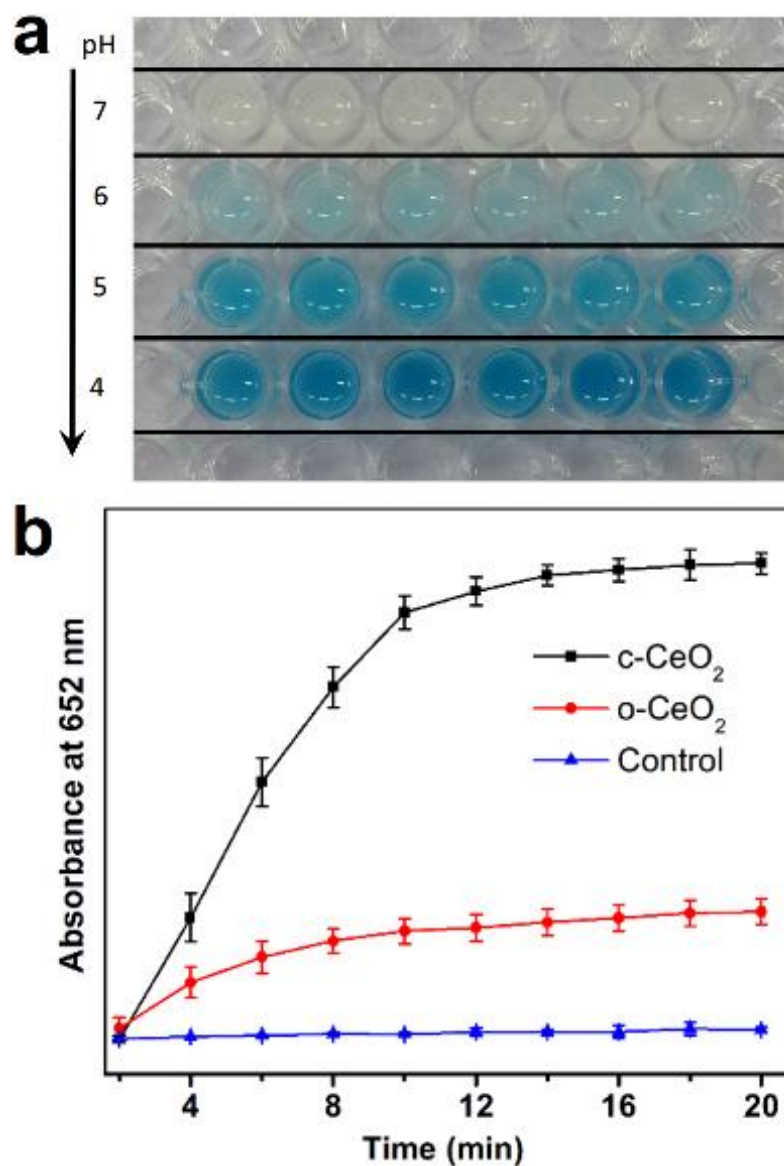 a
pH
7
6
5
4
b
Absorbance at 652 nm
c-CeO₂
o-CeO₂
Control
4 8 12 16 20
Time (min)